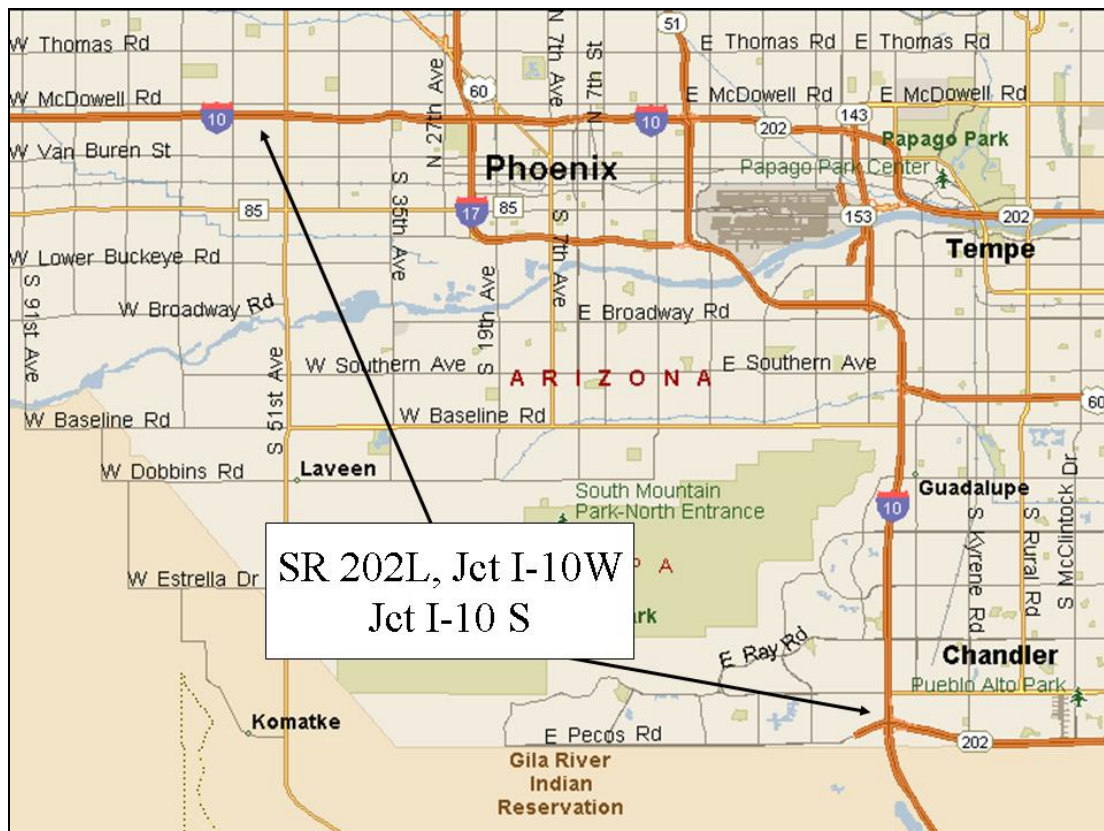 W Thomas Rd
N 7th Ave
N 7th St
51
E Thomas Rd
E Thomas Rd
60
W McDowell Rd
N 27th Ave
E McDowell Rd
E McDowell Rd
10
10
202
143
W Van Buren St
Phoenix
Papago Park
Papago Park Center
S 35th Ave
85
17
85
S 7th Ave
153
202
Tempe
W Lower Buckeye Rd
S 91st Ave
W Broadway Rd
S 19th Ave
E Broadway Rd
W Southern Ave
E Southern Ave
ARIZONA
S 51st Ave
60
W Baseline Rd
W Baseline Rd
W Dobbins Rd
Laveen
South Mountain
Park-North Entrance
Guadalupe
10
S Kyrene Rd
S Rural Rd
S McClintock Dr
W Estrella Dr
SR 202L, Jct I-10W
Jct I-10 S
P A
ark
E Ray Rd
Chandler
Pueblo Alto Park
Komatke
E Pecos Rd
202
Gila River
Indian
Reservation